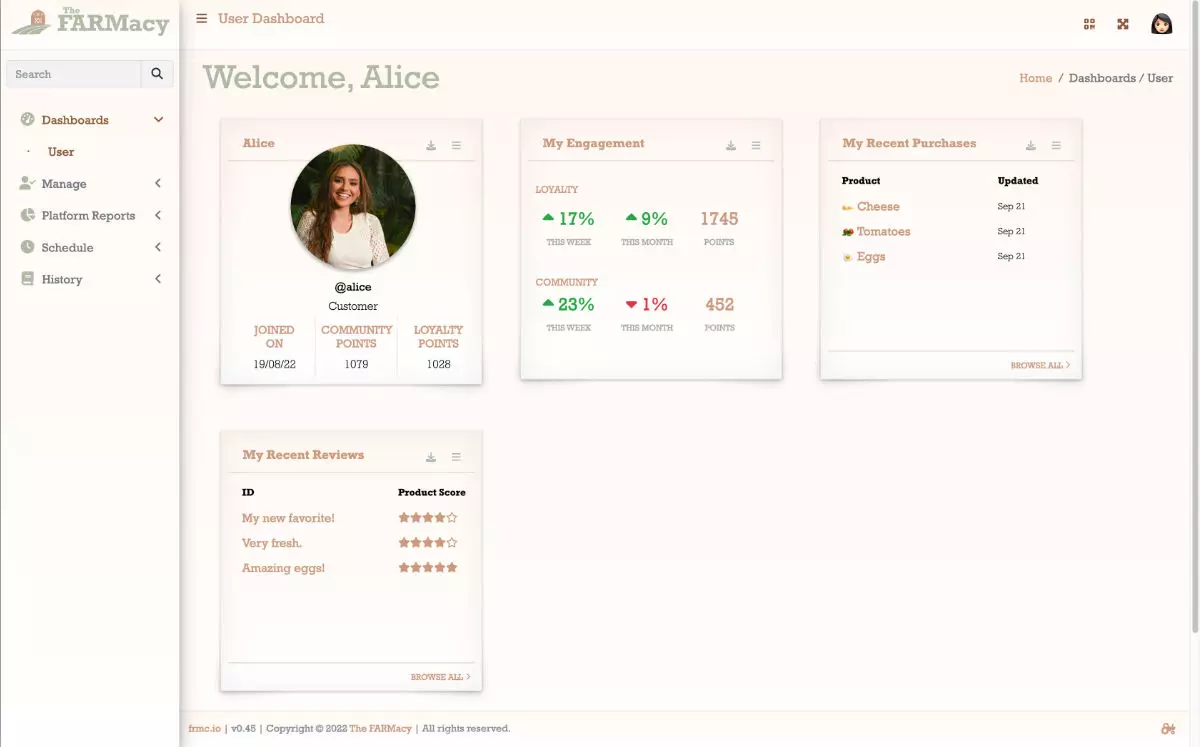 The
FARMacy
User Dashboard
Search
Welcome, Alice
Home / Dashboards / User
Dashboards
· User
Manage
Platform Reports
Schedule
History
Alice
@alice
Customer
JOINED ON
19/08/22
COMMUNITY POINTS
1079
LOYALTY POINTS
1028
My Engagement
LOYALTY
17% 9% 1745
THIS WEEK THIS MONTH POINTS
COMMUNITY
23% 1% 452
THIS WEEK THIS MONTH POINTS
My Recent Purchases
Product Updated
Cheese Sep 21
Tomatoes Sep 21
Eggs Sep 21
BROWSE ALL
My Recent Reviews
ID Product Score
My new favorite!
Very fresh.
Amazing eggs!
BROWSE ALL
frmc.io | v0.45 | Copyright © 2022 The FARMacy | All rights reserved.